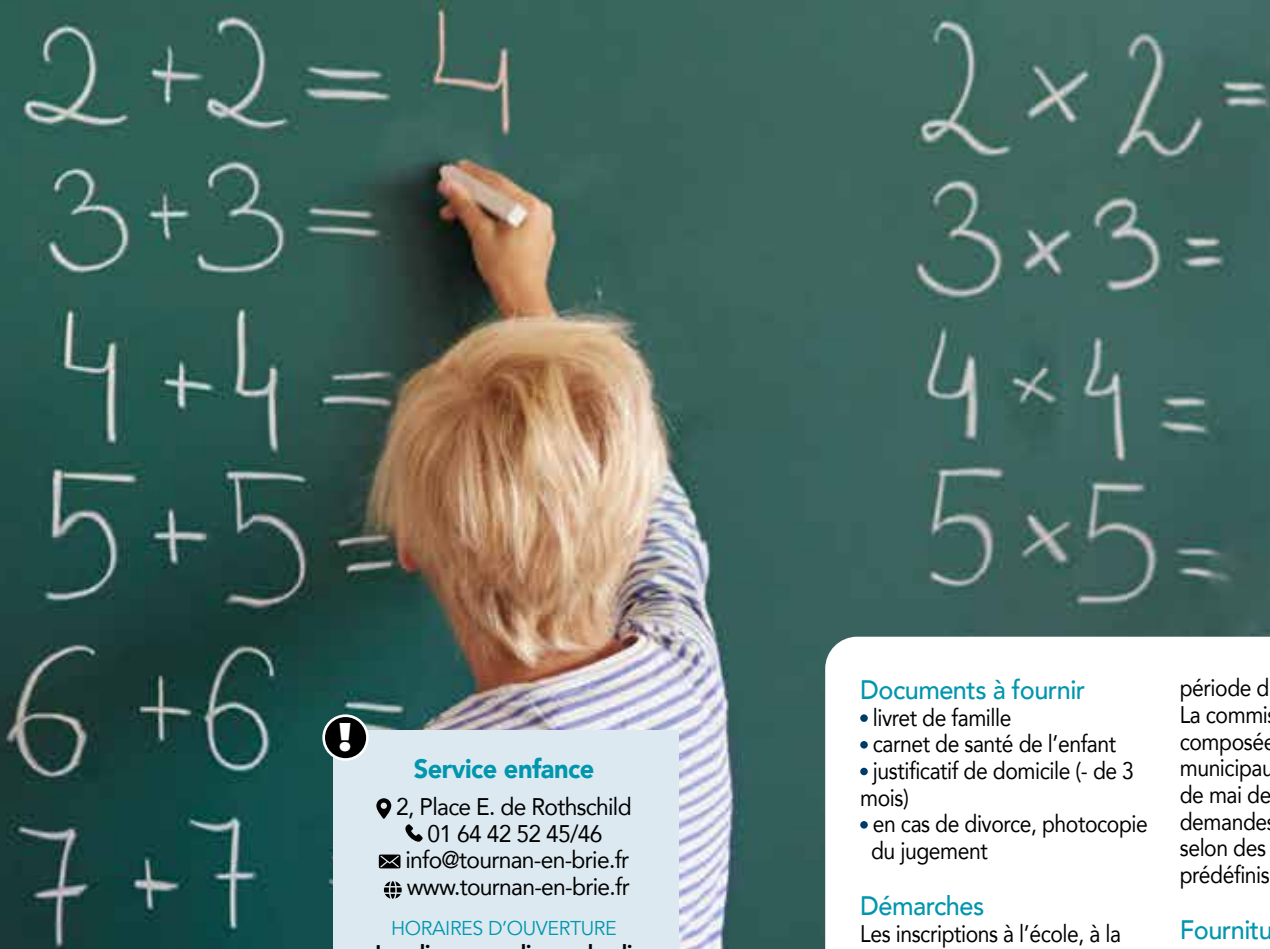 2 + 2 = 4
3 + 3 =
4 + 4 =
5 + 5 =
6 + 6 =
7 + 7
2 × 2 =
3 × 3 =
4 × 4 =
5 × 5 =
!
Service enfance
2, Place E. de Rothschild
01 64 42 52 45/46
info@tournan-en-brie.fr
www.tournan-en-brie.fr
HORAIRES D'OUVERTURE
Documents à fournir
• livret de famille
• carnet de santé de l'enfant
• justificatif de domicile (- de 3
mois)
• en cas de divorce, photocopie
du jugement
Démarches
Les inscriptions à l'école, à la
période d
La commis
composée
municipau
de mai de
demandes
selon des
prédéfinis
Fournitu